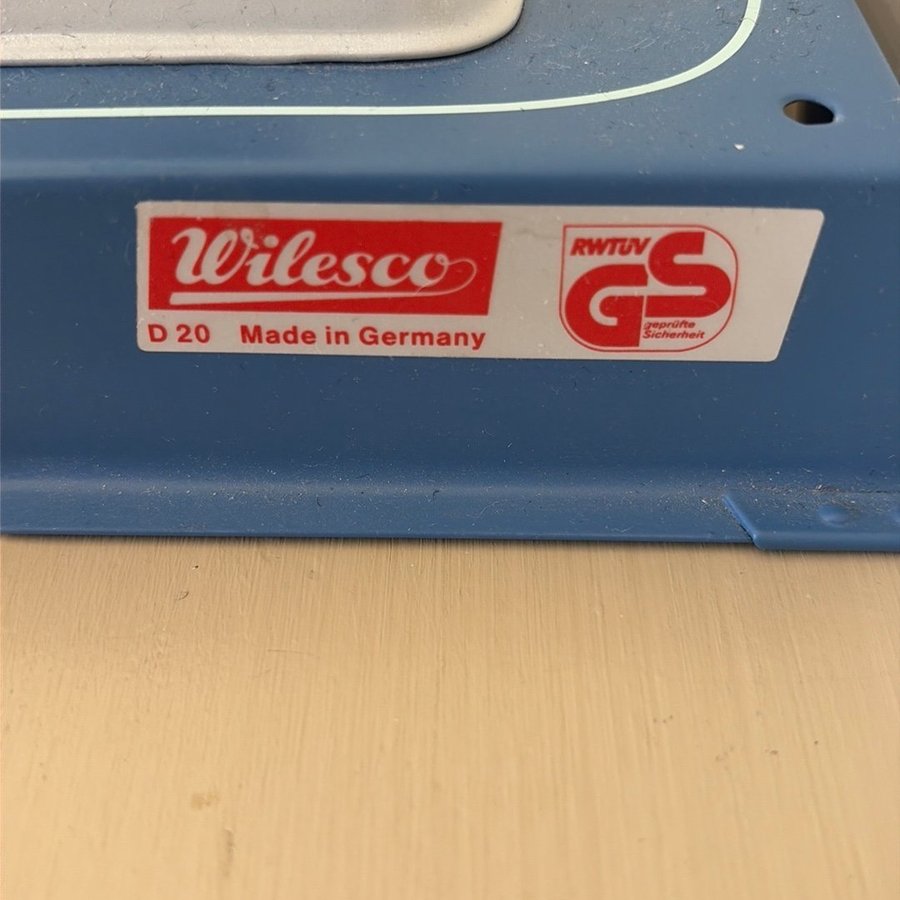 Wilesco
D 20 Made in Germany
RWTÜV
GS
geprüfte
Sicherheit